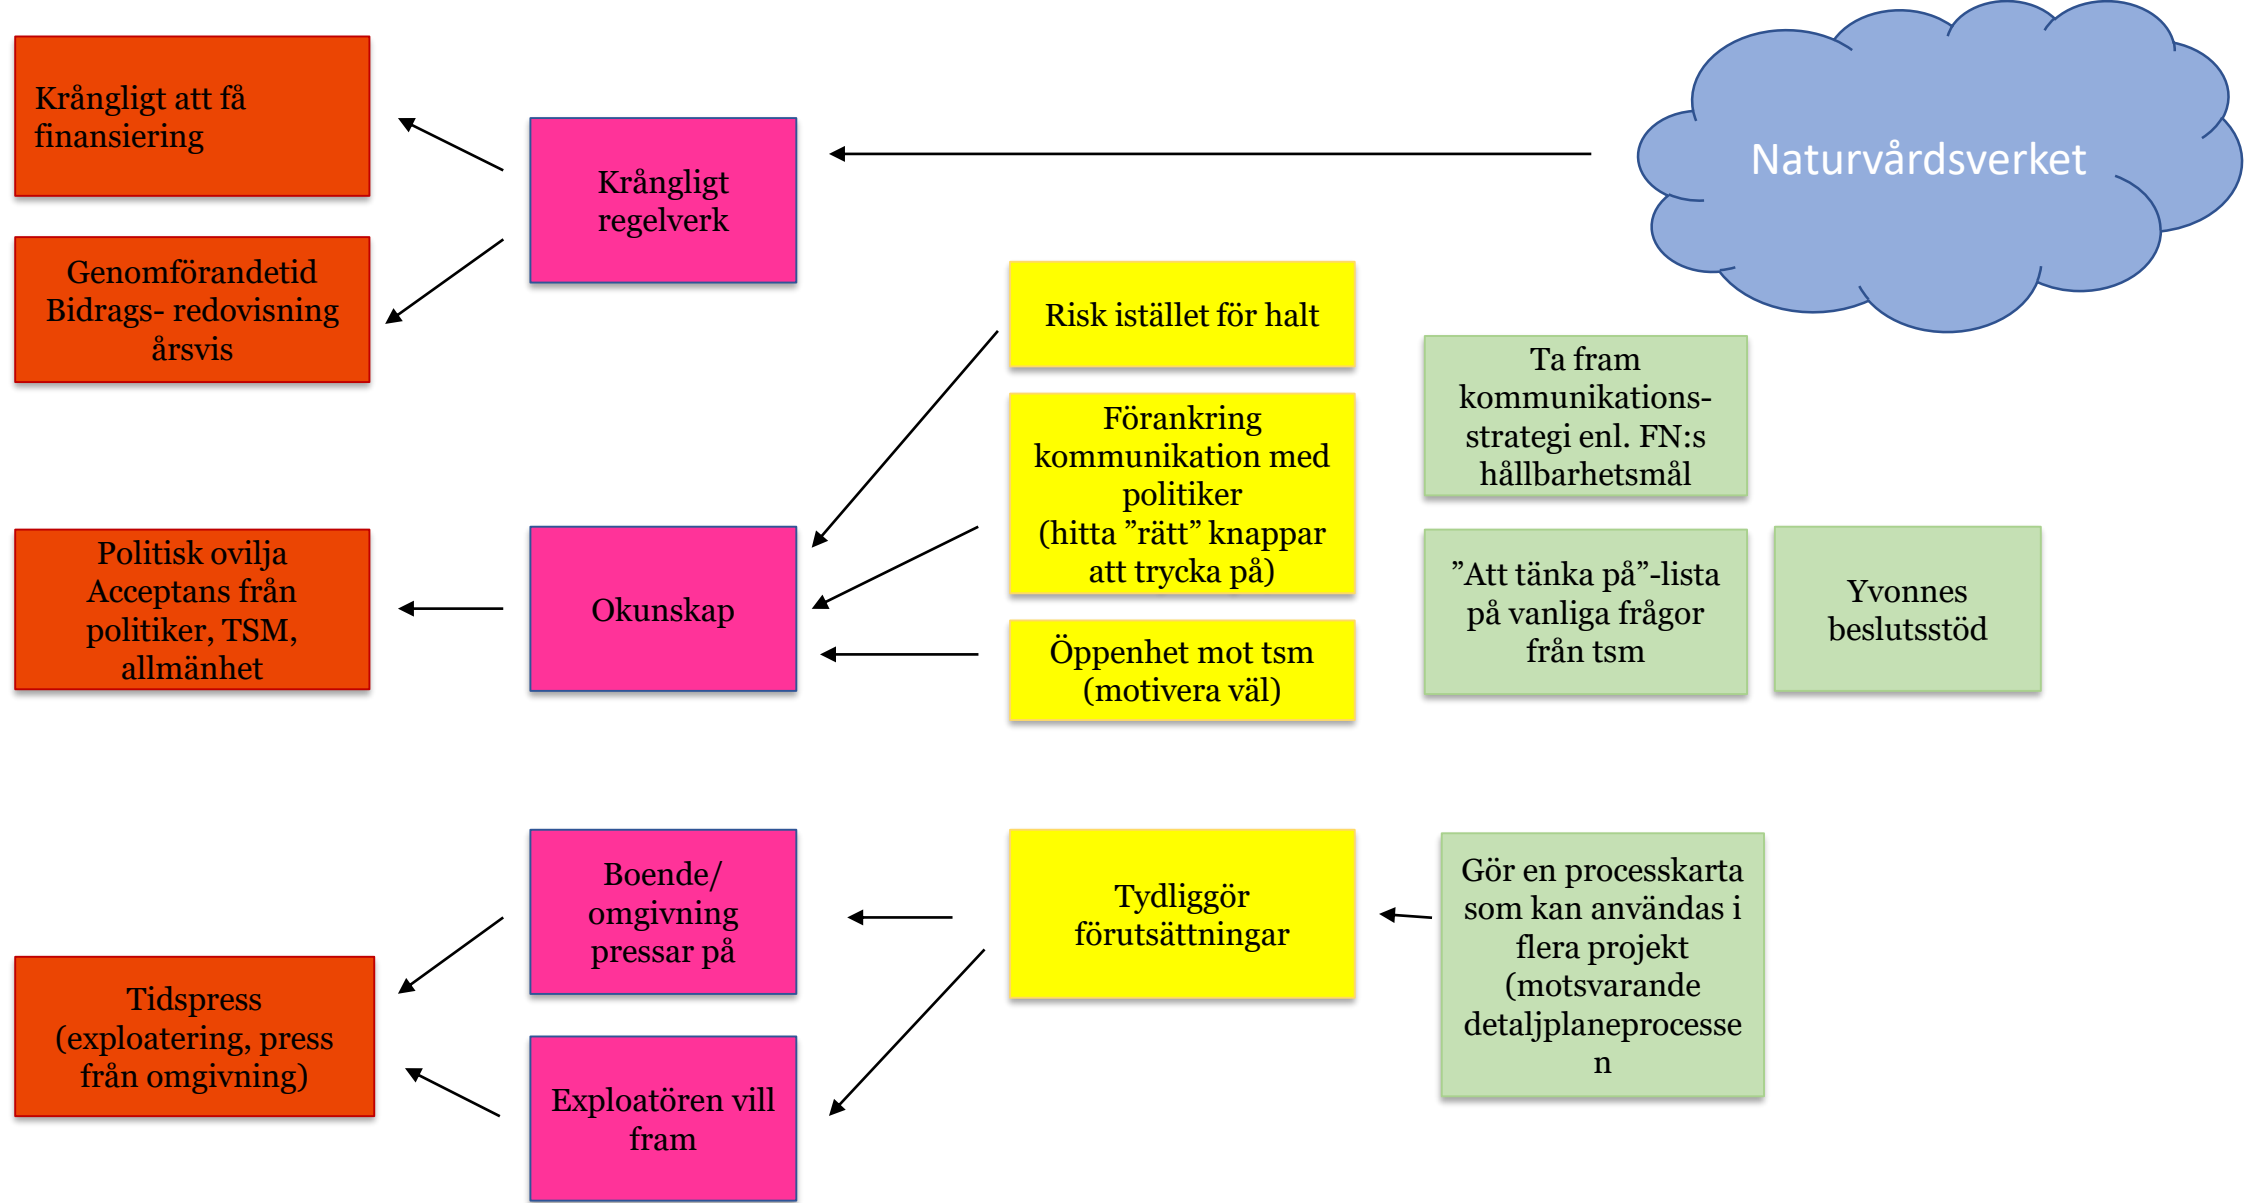 Krångligt att få
finansiering
Krångligt
regelverk
Naturvårdsverket
Genomförandetid
Bidrags- redovisning
årsvis
Risk istället för halt
Ta fram
kommunikations-
strategi enl. FN:s
hållbarhetsmål
Förankring
kommunikation med
politiker
(hitta ”rätt” knappar
att trycka på)
Politisk ovilja
Acceptans från
politiker, TSM,
allmänhet
Okunskap
”Att tänka på”-lista
på vanliga frågor
från tsm
Yvonnes
beslutsstöd
Öppenhet mot tsm
(motivera väl)
Boende/
omgivning
pressar på
Tydliggör
förutsättningar
Gör en processkarta
som kan användas i
flera projekt
(motsvarande
detaljplaneprocesse
n
Tidspress
(exploatering, press
från omgivning)
Exploatören vill
fram